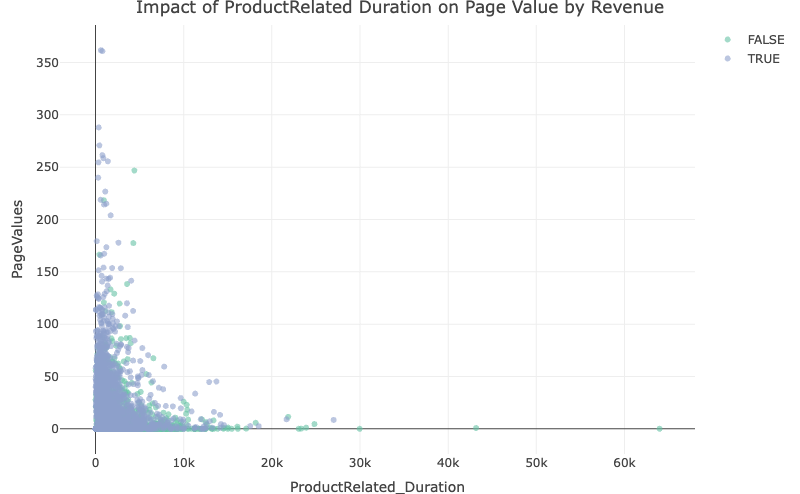 Impact of ProductRelated Duration on Page Value by Revenue
FALSE
TRUE
350
300
250
200
150
100
50
0
PageValues
0 10k 20k 30k 40k 50k 60k
ProductRelated_Duration